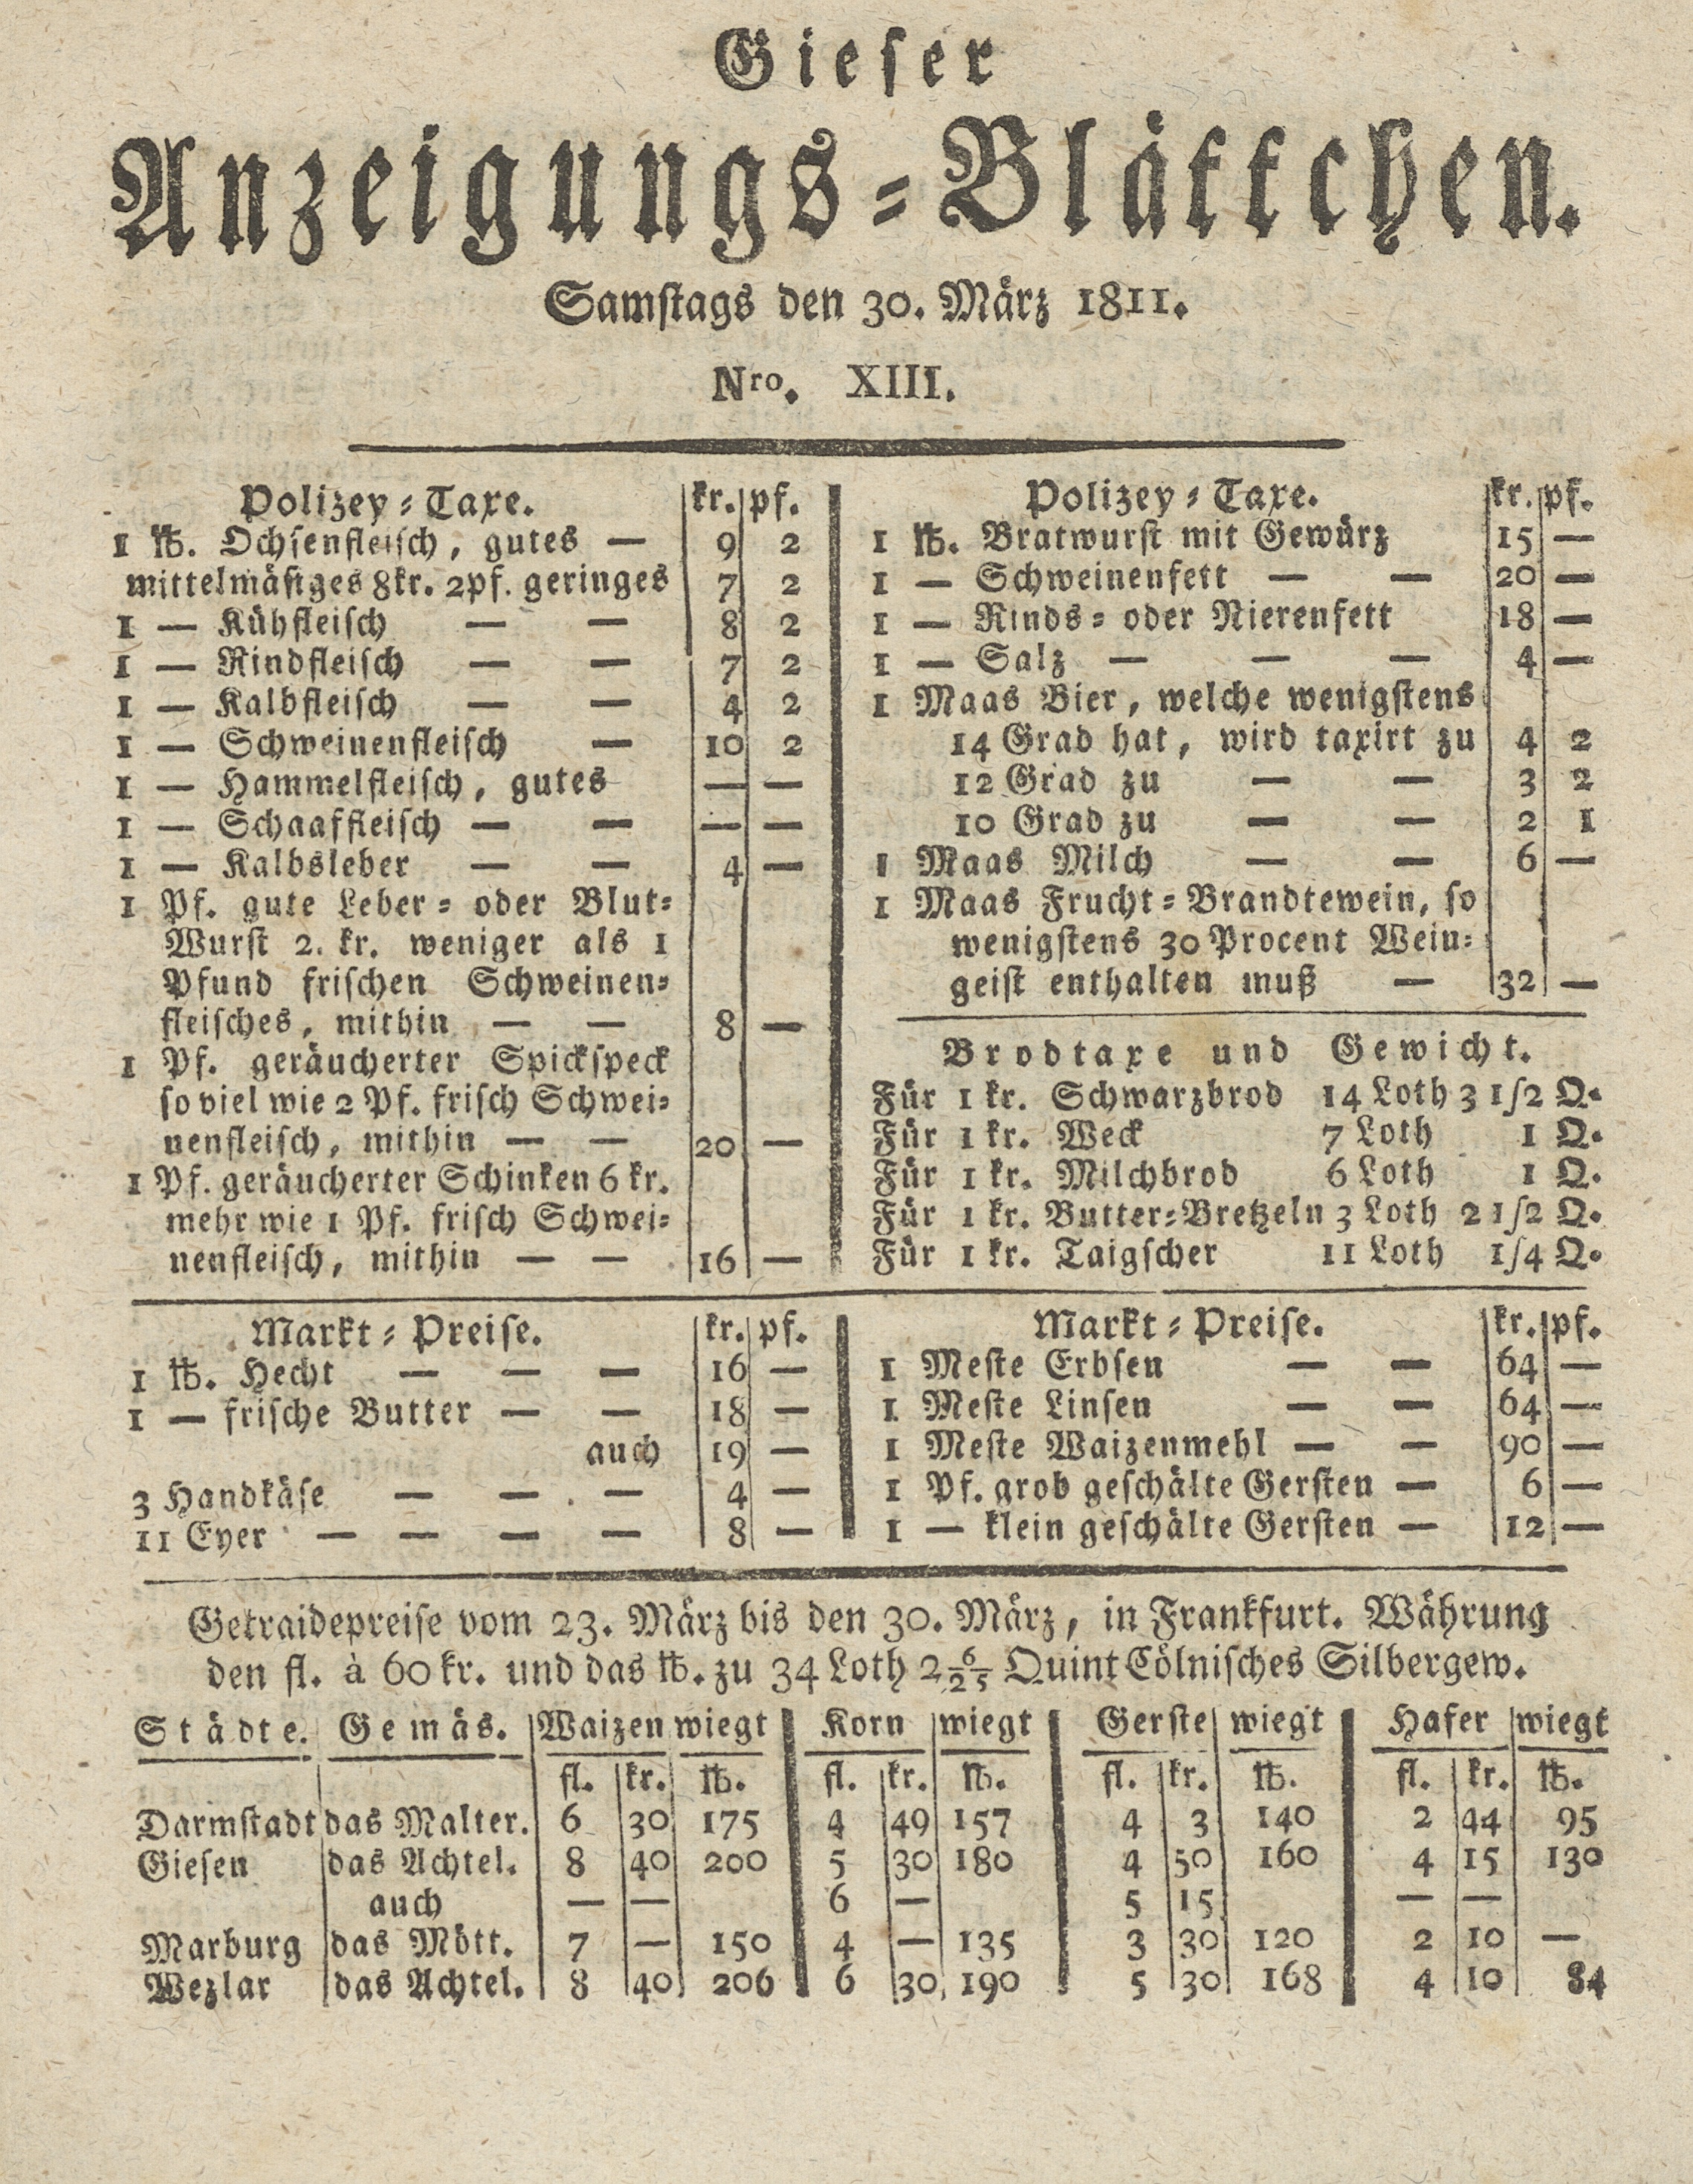 Gieser
Anzeigungs-Blättchen.
Samstags den 30. März 1811.
Nro. XIII.
Polizey-Taxe. kr. pf.
1 ℔. Ochsenfleisch, gutes — 9 2
mittelmäsiges 8kr. 2pf. geringes 7 2
1 — Kühfleisch — — 8 2
1 — Rindfleisch — — 7 2
1 — Kalbfleisch — — 4 2
1 — Schweinenfleisch — 10 2
1 — Hammelfleisch, gutes — —
1 — Schaaffleisch — — — —
1 — Kalbsleber — — 4 —
1 Pf. gute Leber- oder Blut-
Wurst 2. kr. weniger als 1
Pfund frischen Schweinen-
fleisches, mithin — — 8 —
1 Pf. geräucherter Spickspeck
so viel wie 2 Pf. frisch Schwei-
nenfleisch, mithin — — 20 —
1 Pf. geräucherter Schinken 6 kr.
mehr wie 1 Pf. frisch Schwei-
nenfleisch, mithin — — 16 —
Polizey-Taxe. kr. pf.
1 ℔. Bratwurst mit Gewürz 15 —
1 — Schweinenfett — — 20 —
1 — Rinds- oder Nierenfett 18 —
1 — Salz — — — 4 —
1 Maas Bier, welche wenigstens
14 Grad hat, wird taxirt zu 4 2
12 Grad zu — — 3 2
10 Grad zu — — 2 1
1 Maas Milch — — 6 —
1 Maas Frucht-Brandtewein, so
wenigstens 30 Procent Wein-
geist enthalten muß — 32 —
Brodtaxe und Gewicht.
Für 1 kr. Schwarzbrod 14 Loth 3 1/2 Q.
Für 1 kr. Weck 7 Loth 1 Q.
Für 1 kr. Milchbrod 6 Loth 1 Q.
Für 1 kr. Butter-Bretzeln 3 Loth 2 1/2 Q.
Für 1 kr. Taigscher 11 Loth 1/4 Q.
Markt-Preise. kr. pf.
1 ℔. Hecht — — — 16 —
1 — frische Butter — — 18 —
auch 19 —
3 Handkäse — — — 4 —
11 Eyer — — — — 8 —
Markt-Preise. kr. pf.
1 Meste Erbsen — — 64 —
1 Meste Linsen — — 64 —
1 Meste Waizenmehl — — 90 —
1 Pf. grob geschälte Gersten — 6 —
1 — klein geschälte Gersten — 12 —
Getraidepreise vom 23. März bis den 30. März, in Frankfurt. Währung
den fl. à 60 kr. und das ℔. zu 34 Loth 2 6/25 Quint Cölnisches Silbergew.
Städte. Gemäs. Waizen wiegt Korn wiegt Gerste wiegt Hafer wiegt
fl. kr. ℔. fl. kr. ℔. fl. kr. ℔. fl. kr. ℔.
Darmstadt das Malter. 6 30 175 4 49 157 4 3 140 2 44 95
Giesen das Achtel. 8 40 200 5 30 180 4 50 160 4 15 130
auch — — 6 — 5 15 — —
Marburg das Mött. 7 — 150 4 — 135 3 30 120 2 10 —
Wezlar das Achtel. 8 40 206 6 30 190 5 30 168 4 10 84